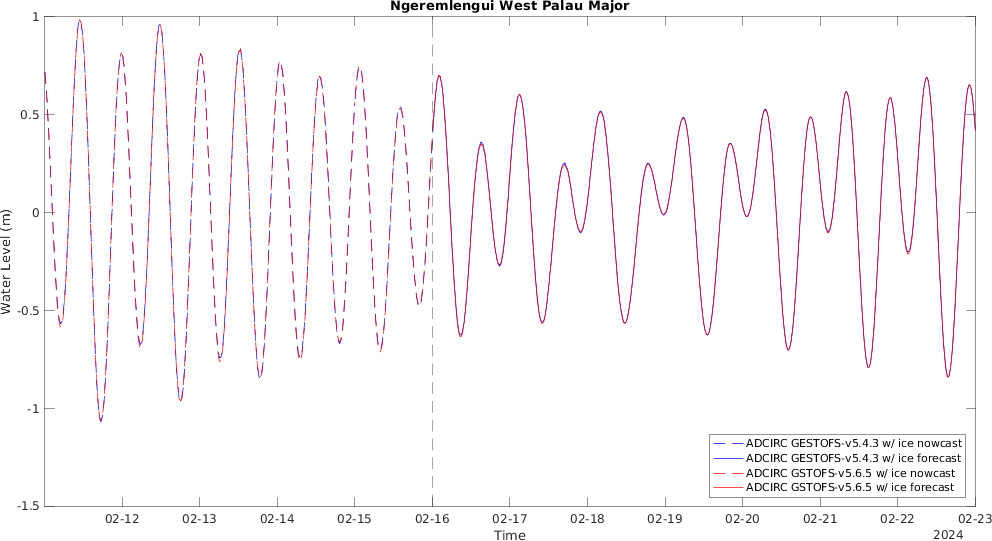 Ngeremlengui West Palau Major
1
0.5
0
-0.5
-1
-1.5
Water Level (m)
ADCIRC GESTOFS-v5.4.3 w/ ice nowcast
ADCIRC GESTOFS-v5.4.3 w/ ice forecast
ADCIRC GSTOFS-v5.6.5 w/ ice nowcast
ADCIRC GSTOFS-v5.6.5 w/ ice forecast
02-12 02-13 02-14 02-15 02-16 02-17 02-18 02-19 02-20 02-21 02-22 02-23
Time
2024